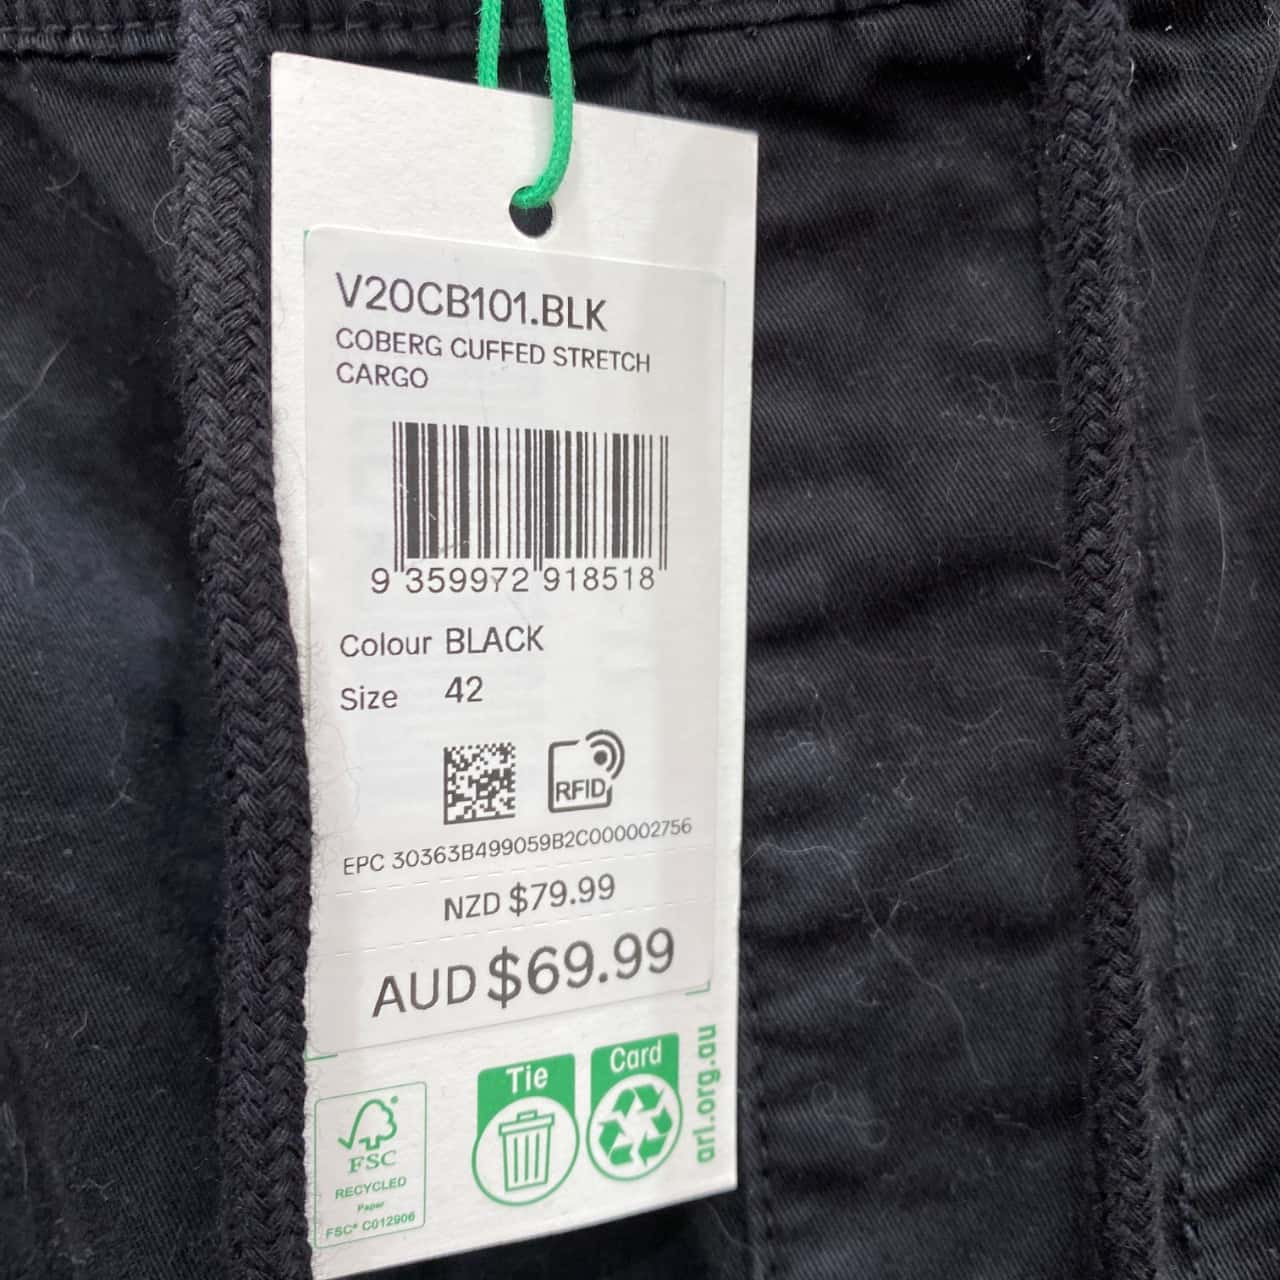 V20CB101.BLK
COBERG CUFFED STRETCH
CARGO
9 359972 918518
Colour BLACK
Size 42
RFID
EPC 30363B499059B2C000002756
NZD $79.99
AUD $69.99
Tie
Card
arl.org.au
FSC
RECYCLED
Paper
FSC® C012906